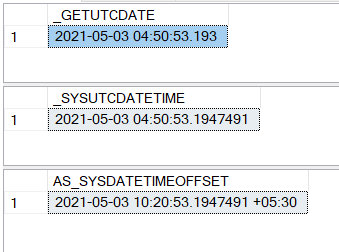 _GETUTCDATE
1 2021-05-03 04:50:53.193
_SYSUTCDATETIME
1 2021-05-03 04:50:53.1947491
AS_SYSDATETIMEOFFSET
1 2021-05-03 10:20:53.1947491 +05:30